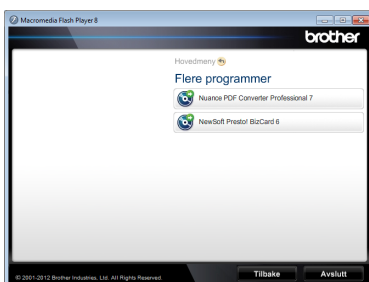 Macromedia Flash Player 8
brother
Hovedmeny
Flere programmer
Nuance PDF Converter Professional 7
NewSoft Presto! BizCard 6
© 2001-2012 Brother Industries, Ltd. All Rights Reserved.
Tilbake
Avslutt